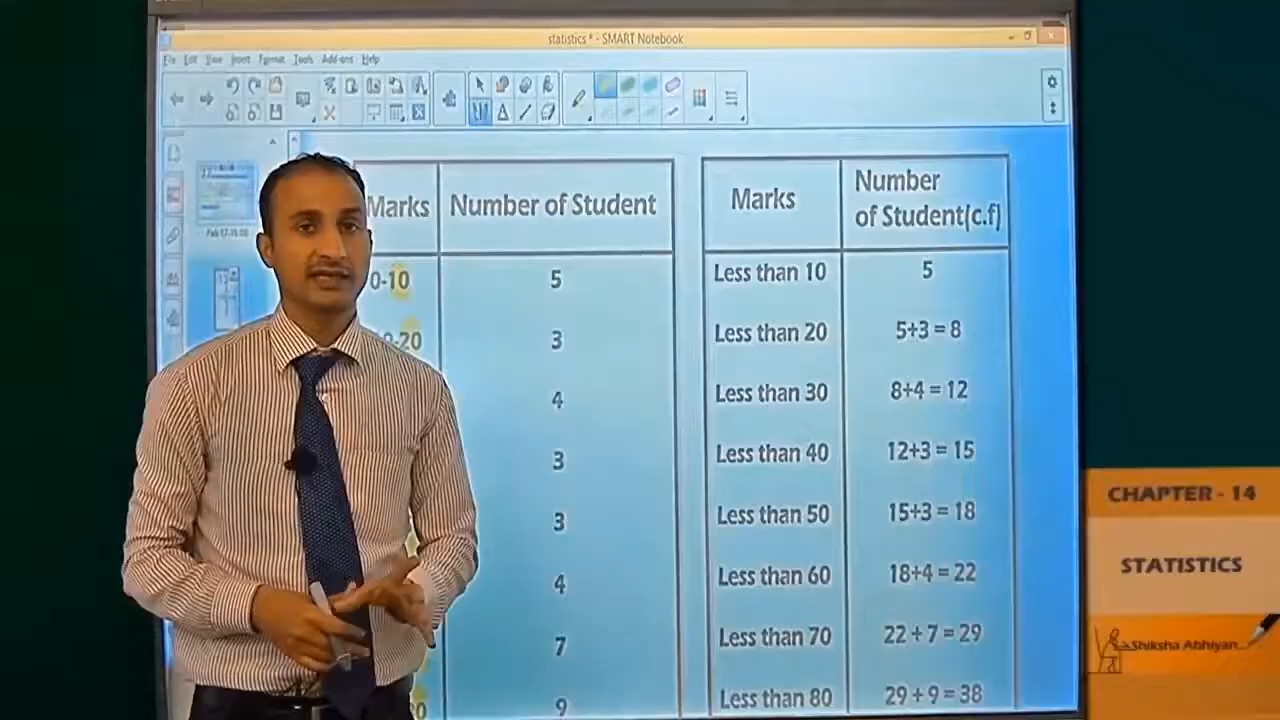 statistics * - SMART Notebook
File Edit View Insert Format Tools Add-ons Help
Marks
Number of Student
0-10
5
-20
3
4
3
3
4
7
9
Marks
Number
of Student(c.f)
Less than 10
5
Less than 20
5+3 = 8
Less than 30
8+4 = 12
Less than 40
12+3 = 15
Less than 50
15+3 = 18
Less than 60
18+4 = 22
Less than 70
22 + 7 = 29
Less than 80
29 + 9 = 38
CHAPTER - 14
STATISTICS
Shiksha Abhiyan